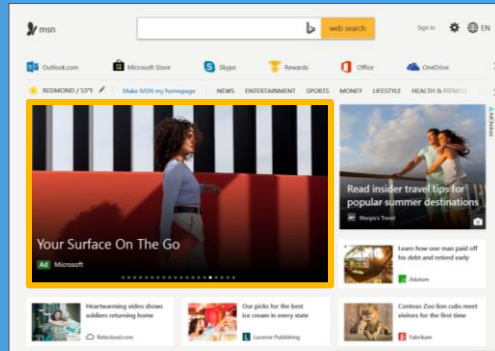 msn
web search
Sign in
EN
Outlook.com
Microsoft Store
Skype
Rewards
Office
OneDrive
REDMOND / 53°F
Make MSN my homepage
NEWS
ENTERTAINMENT
SPORTS
MONEY
LIFESTYLE
HEALTH & FITNESS
AdChoices
Your Surface On The Go
Ad Microsoft
Read insider travel tips for
popular summer destinations
Margie's Travel
Learn how one man paid off
his debt and retired early
Adatum
Heartwarming video shows
soldiers returning home
Relecloud.com
Our picks for the best
ice cream in every state
Lucerne Publishing
Contoso Zoo lion cubs meet
visitors for the first time
Fabrikam